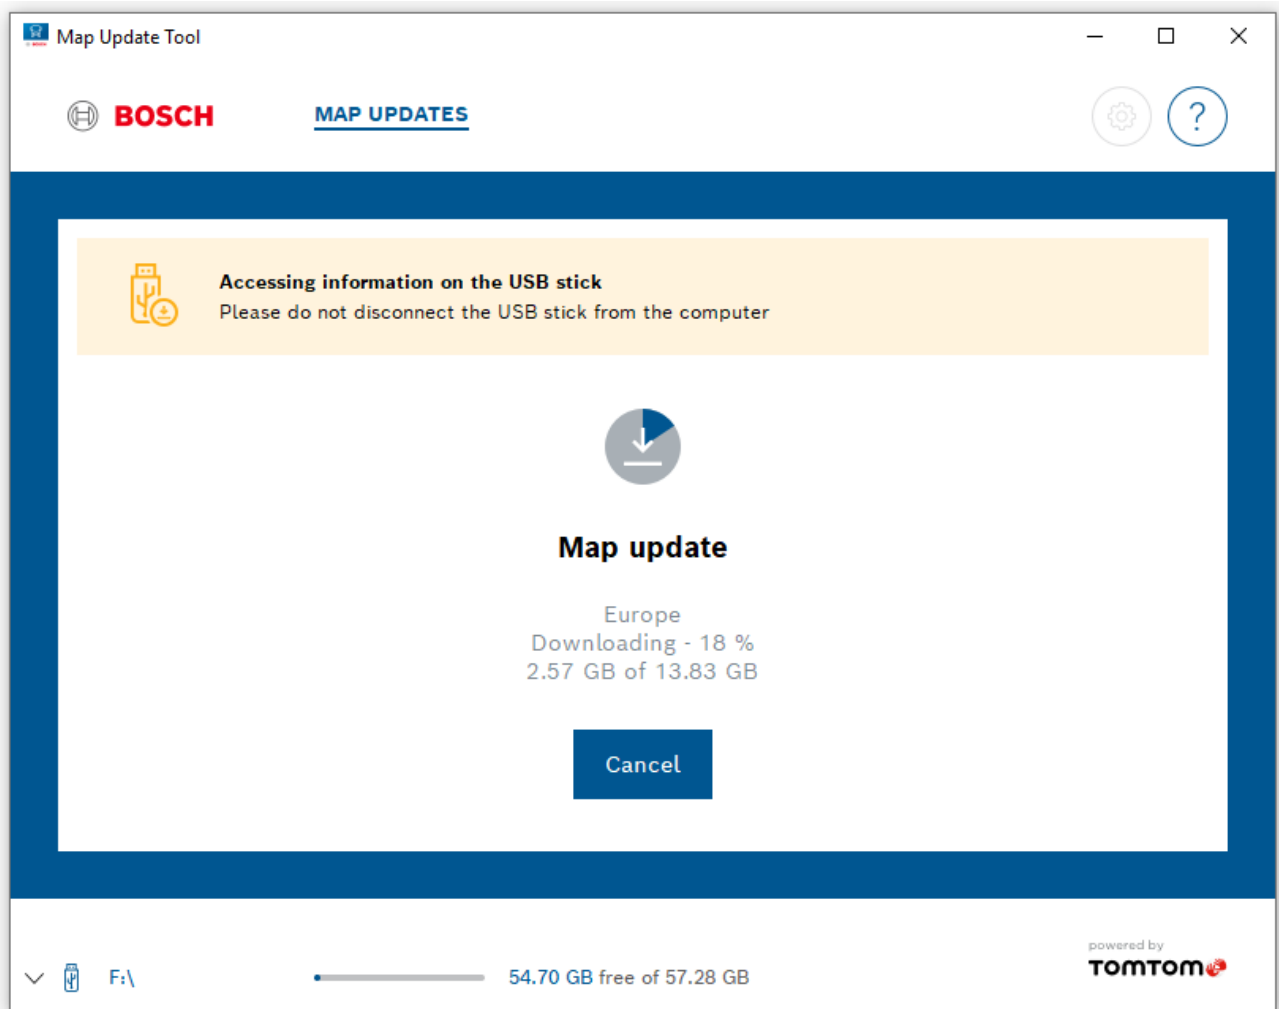 Map Update Tool
BOSCH
MAP UPDATES
?
Accessing information on the USB stick
Please do not disconnect the USB stick from the computer
Map update
Europe
Downloading - 18 %
2.57 GB of 13.83 GB
Cancel
F:\
54.70 GB free of 57.28 GB
powered by
TOMTOM